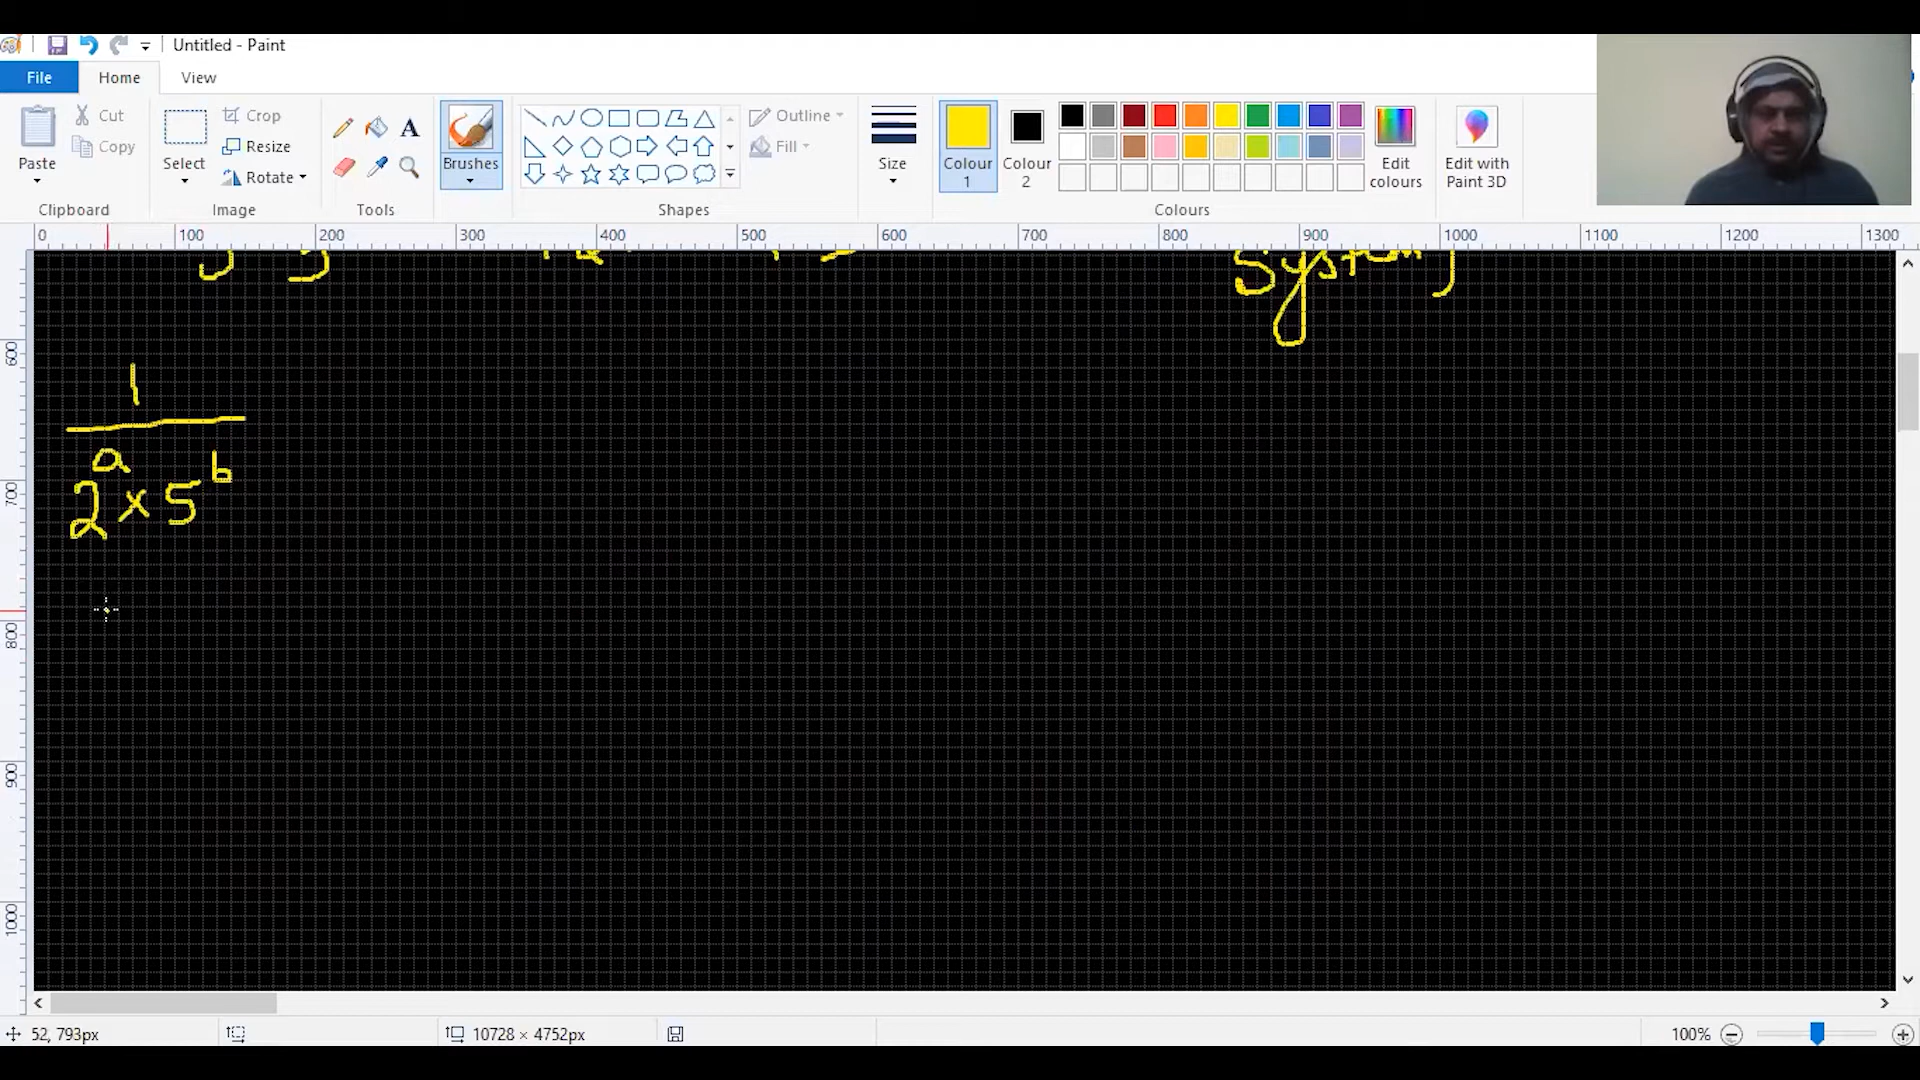 Untitled - Paint
File Home View
Paste Cut Copy Clipboard
Select Crop Resize Rotate Image
A Tools
Brushes
Outline Fill Shapes
Size
Colour 1 Colour 2 Edit colours Colours
Edit with Paint 3D
0 100 200 300 400 500 600 700 800 900 1000 1100 1200 1300
600
700
800
900
1000
System)
1
2^a × 5^b
52, 793px 10728 × 4752px 100%